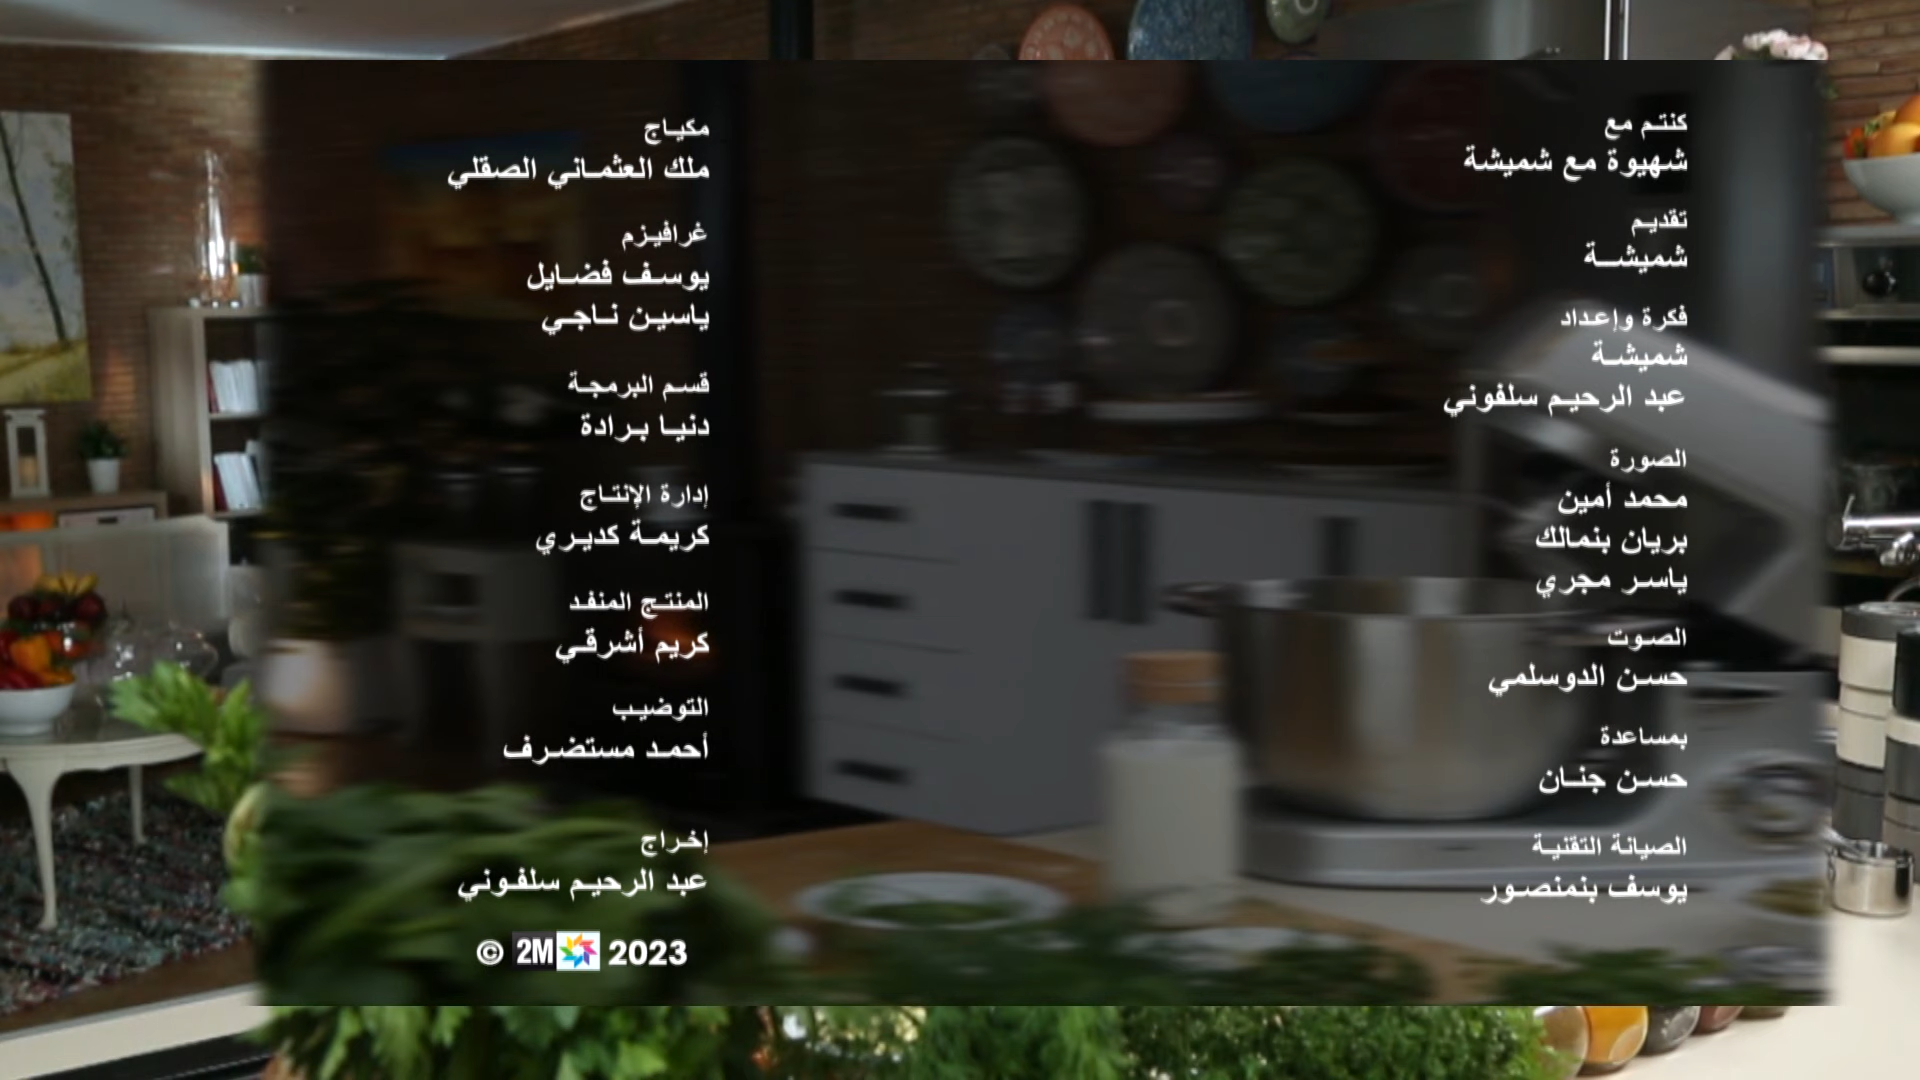 كنتم مع
شهيوة مع شميشة
تقديم
شميشة
فكرة وإعداد
شميشة
عبد الرحيم سلفوني
الصورة
محمد أمين
بريان بنمالك
ياسر مجري
الصوت
حسن الدوسلمي
بمساعدة
حسن جنان
الصيانة التقنية
يوسف بنمنصور
مكياج
ملك العثماني الصقلي
غرافيزم
يوسف فضايل
ياسين ناجي
قسم البرمجة
دنيا برادة
إدارة الإنتاج
كريمة كديري
المنتج المنفد
كريم أشرقي
التوضيب
أحمد مستضرف
إخراج
عبد الرحيم سلفوني
© 2M 2023